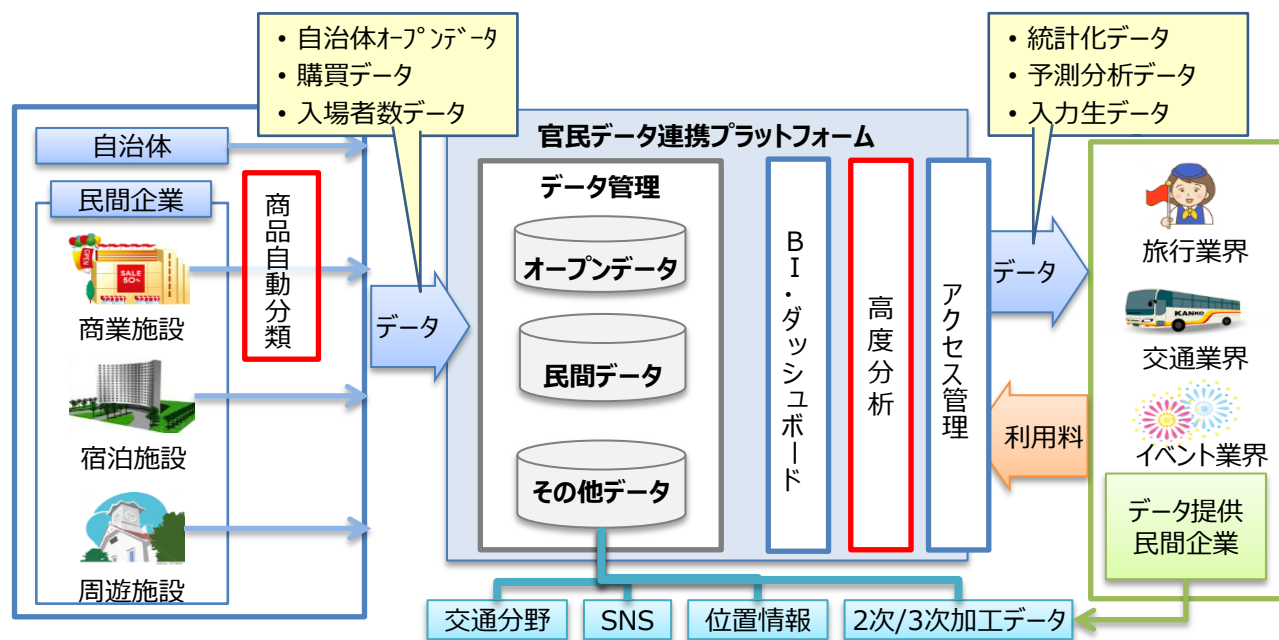 ・自治体ｵｰﾌﾟﾝﾃﾞｰﾀ
・購買データ
・入場者数データ
・統計化データ
・予測分析データ
・入力生データ
自治体
民間企業
OPEN
SALE
50%
商業施設
宿泊施設
周遊施設
商品自動分類
データ
官民データ連携プラットフォーム
データ管理
オープンデータ
民間データ
その他データ
BI・ダッシュボード
高度分析
アクセス管理
データ
利用料
旅行業界
KANKO
交通業界
イベント業界
データ提供
民間企業
交通分野
SNS
位置情報
2次/3次加工データ